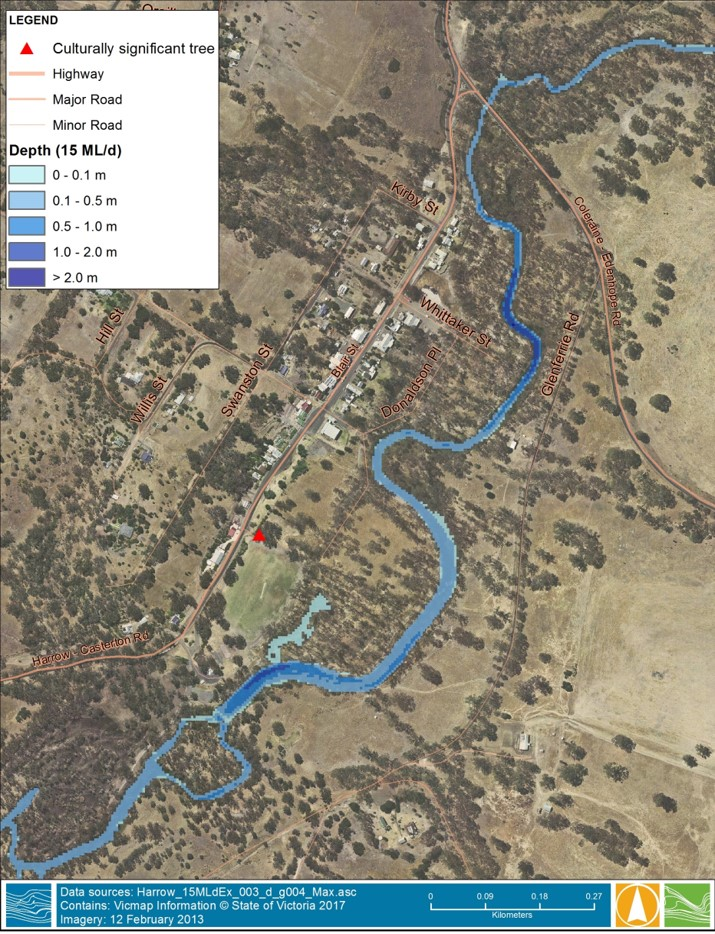 LEGEND
Culturally significant tree
Highway
Major Road
Minor Road
Depth (15 ML/d)
0 - 0.1 m
0.1 - 0.5 m
0.5 - 1.0 m
1.0 - 2.0 m
> 2.0 m
Kirby St
Coleraine - Edenhope Rd
Whittaker St
Hill St
Blair St
Glenferrie Rd
Willis St
Swanston St
Donaldson Pl
Harrow - Casterton Rd
Data sources: Harrow_15MLdEx_003_d_g004_Max.asc
Contains: Vicmap Information © State of Victoria 2017
Imagery: 12 February 2013
0 0.09 0.18 0.27
Kilometers